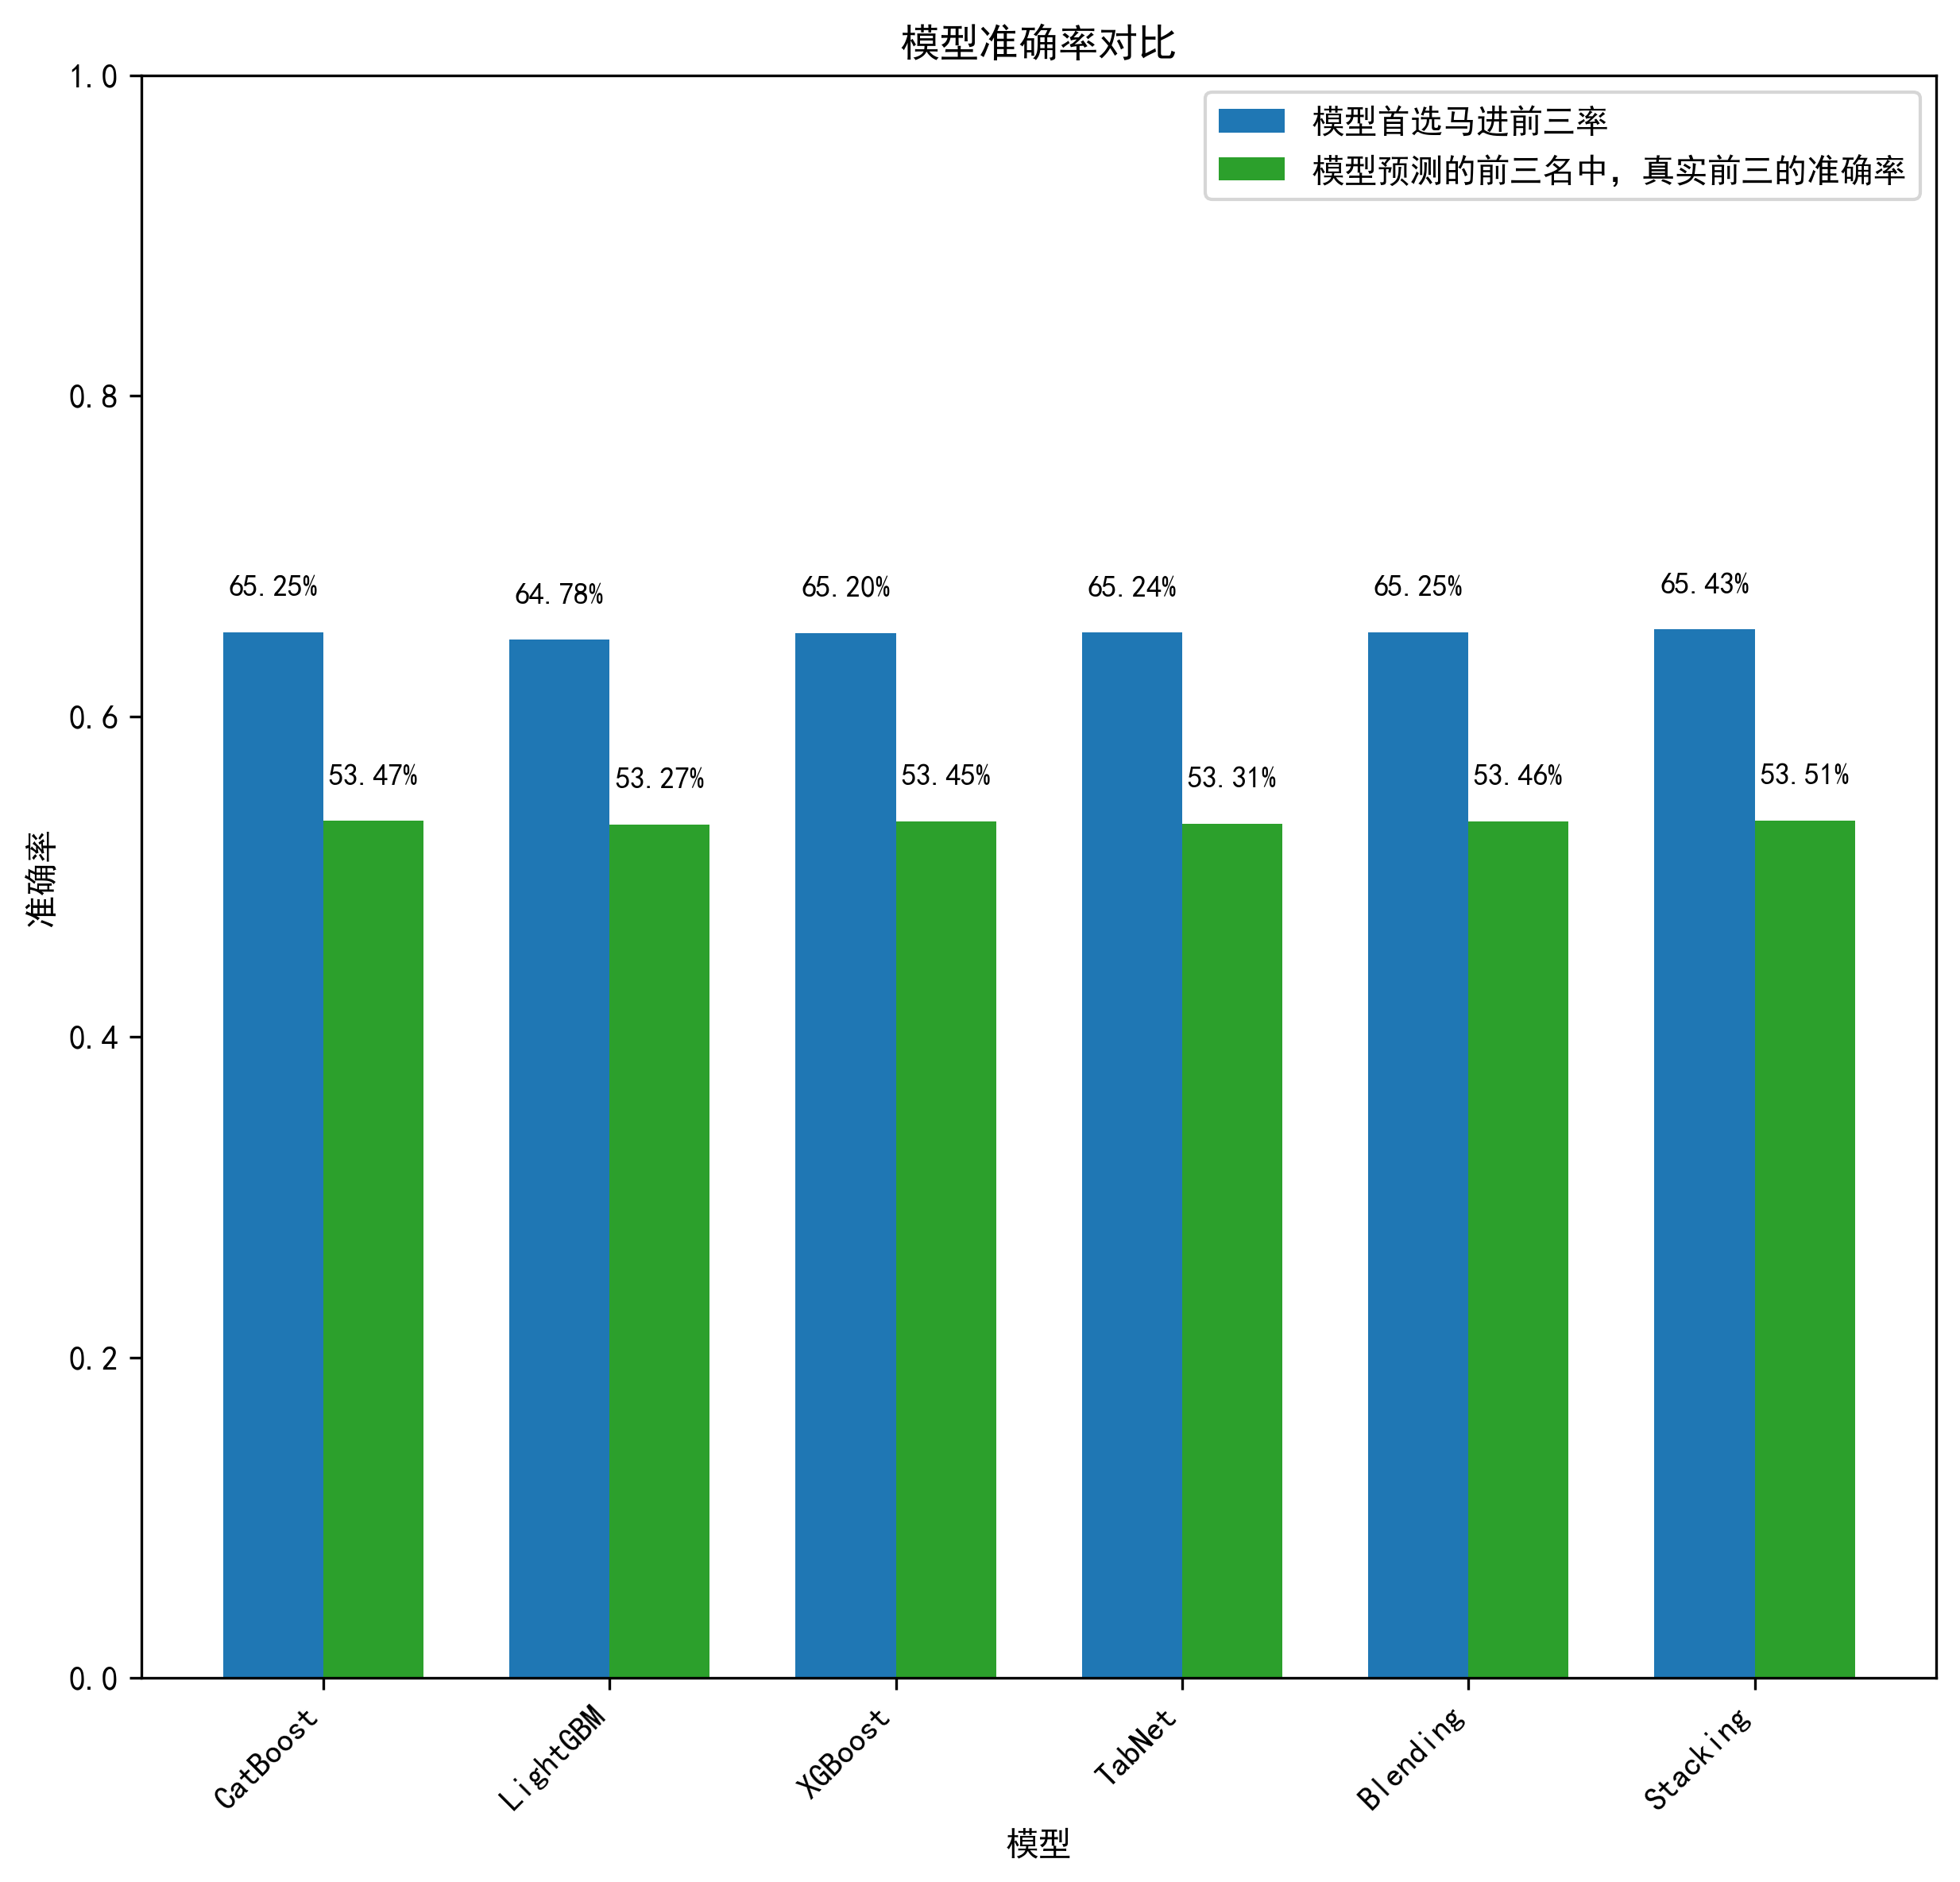 模型准确率对比
模型首选马进前三率
模型预测的前三名中，真实前三的准确率
1.0
0.8
0.6
0.4
0.2
0.0
准确率
65.25%
53.47%
64.78%
53.27%
65.20%
53.45%
65.24%
53.31%
65.25%
53.46%
65.43%
53.51%
CatBoost
LightGBM
XGBoost
TabNet
Blending
Stacking
模型